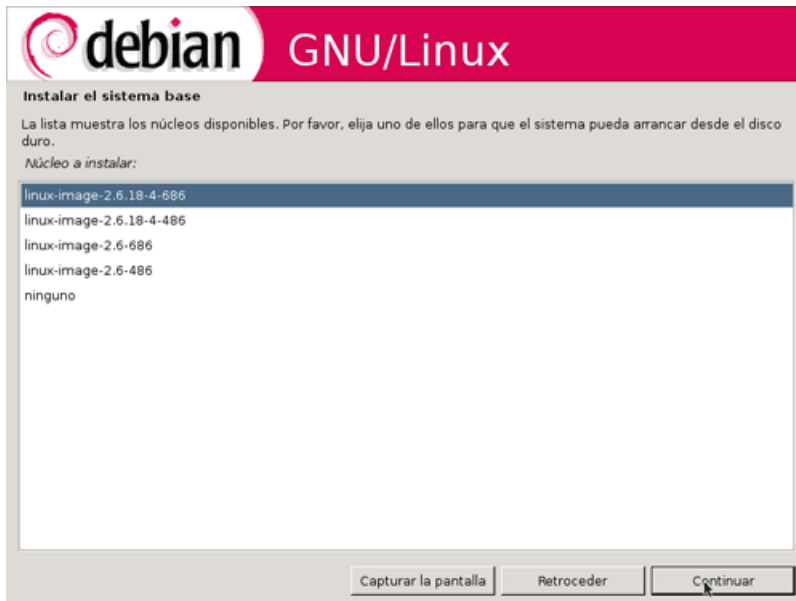 debian GNU/Linux
Instalar el sistema base
La lista muestra los núcleos disponibles. Por favor, elija uno de ellos para que el sistema pueda arrancar desde el disco
duro.
Núcleo a instalar:
linux-image-2.6.18-4-686
linux-image-2.6.18-4-486
linux-image-2.6-686
linux-image-2.6-486
ninguno
Capturar la pantalla Retroceder Continuar